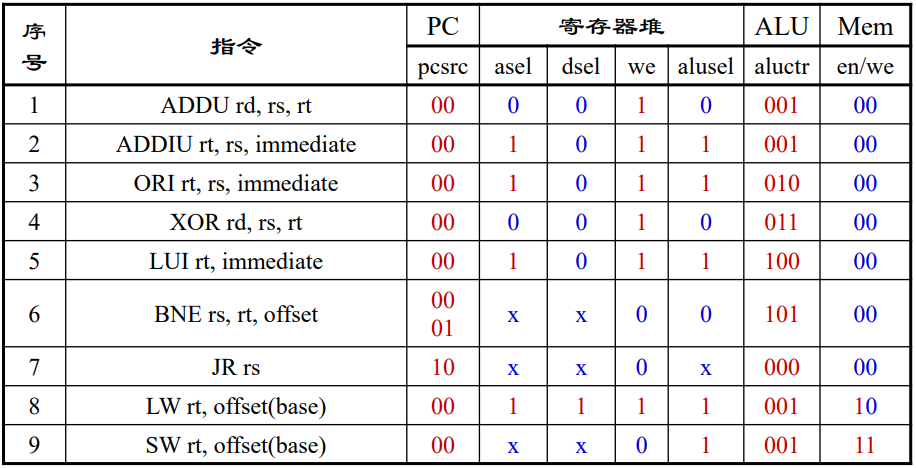 序号 指令 PC 寄存器堆 ALU Mem
pcsrc asel dsel we alusel aluctr en/we
1 ADDU rd, rs, rt 00 0 0 1 0 001 00
2 ADDIU rt, rs, immediate 00 1 0 1 1 001 00
3 ORI rt, rs, immediate 00 1 0 1 1 010 00
4 XOR rd, rs, rt 00 0 0 1 0 011 00
5 LUI rt, immediate 00 1 0 1 1 100 00
6 BNE rs, rt, offset 00 01 x x 0 0 101 00
7 JR rs 10 x x 0 x 000 00
8 LW rt, offset(base) 00 1 1 1 1 001 10
9 SW rt, offset(base) 00 x x 0 1 001 11